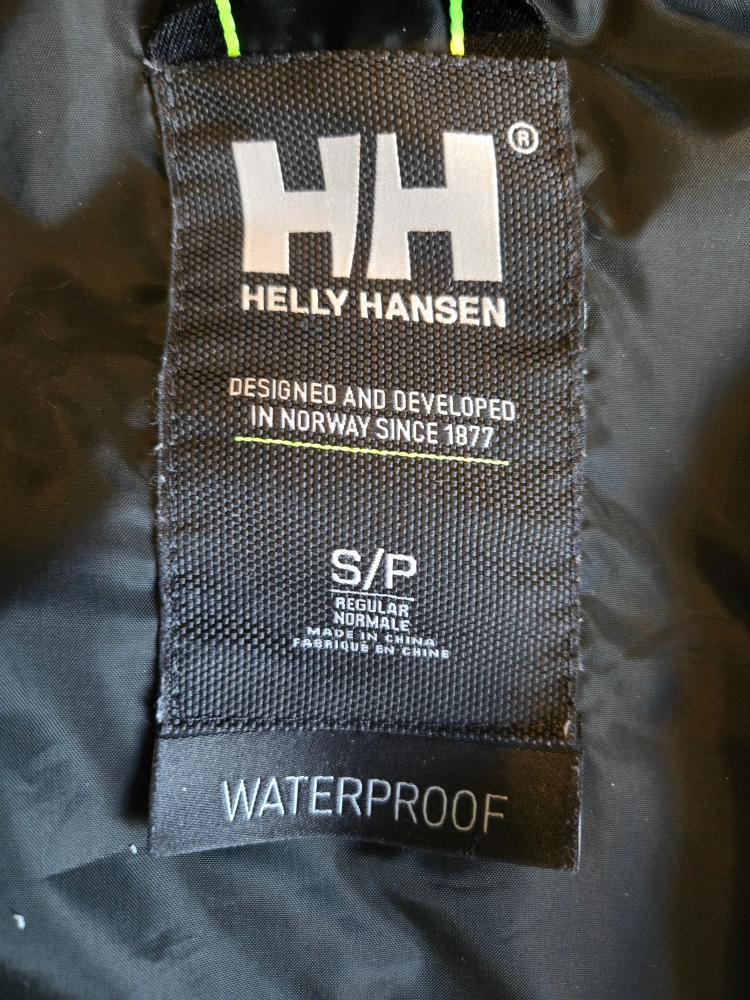 HH®
HELLY HANSEN
DESIGNED AND DEVELOPED
IN NORWAY SINCE 1877
S/P
REGULAR
NORMALE
MADE IN CHINA
FABRIQUE EN CHINE
WATERPROOF